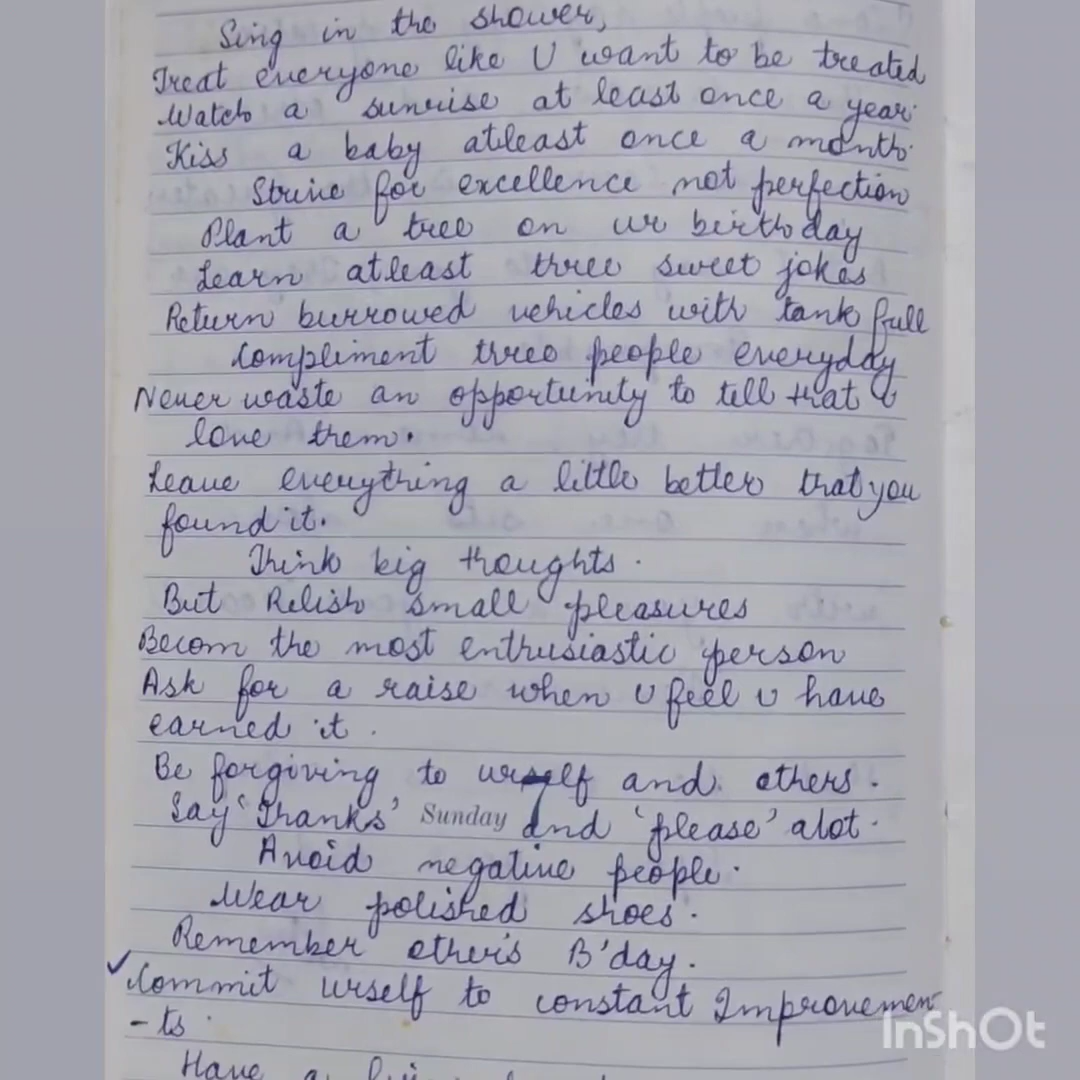 Sing in the shower,
Treat everyone like U want to be treated
Watch a sunrise at least once a year.
Kiss a baby atleast once a month.
Strive for excellence not perfection
Plant a tree on ur birthday
Learn atleast three sweet jokes
Return burrowed vehicles with tank full
Compliment three people everyday
Never waste an opportunity to tell that U
love them.
Leave everything a little better that you
found it.
Think big thoughts.
But Relish small pleasures
Becom the most enthusiastic person
Ask for a raise when U feel U have
earned it.
Be forgiving to urself and others.
Say 'Thanks' Sunday and 'please' alot.
Avoid negative people.
Wear polished shoes.
Remember other's B'day.
✓Commit urself to constant Improvemen
-ts.
Have a
InShOt